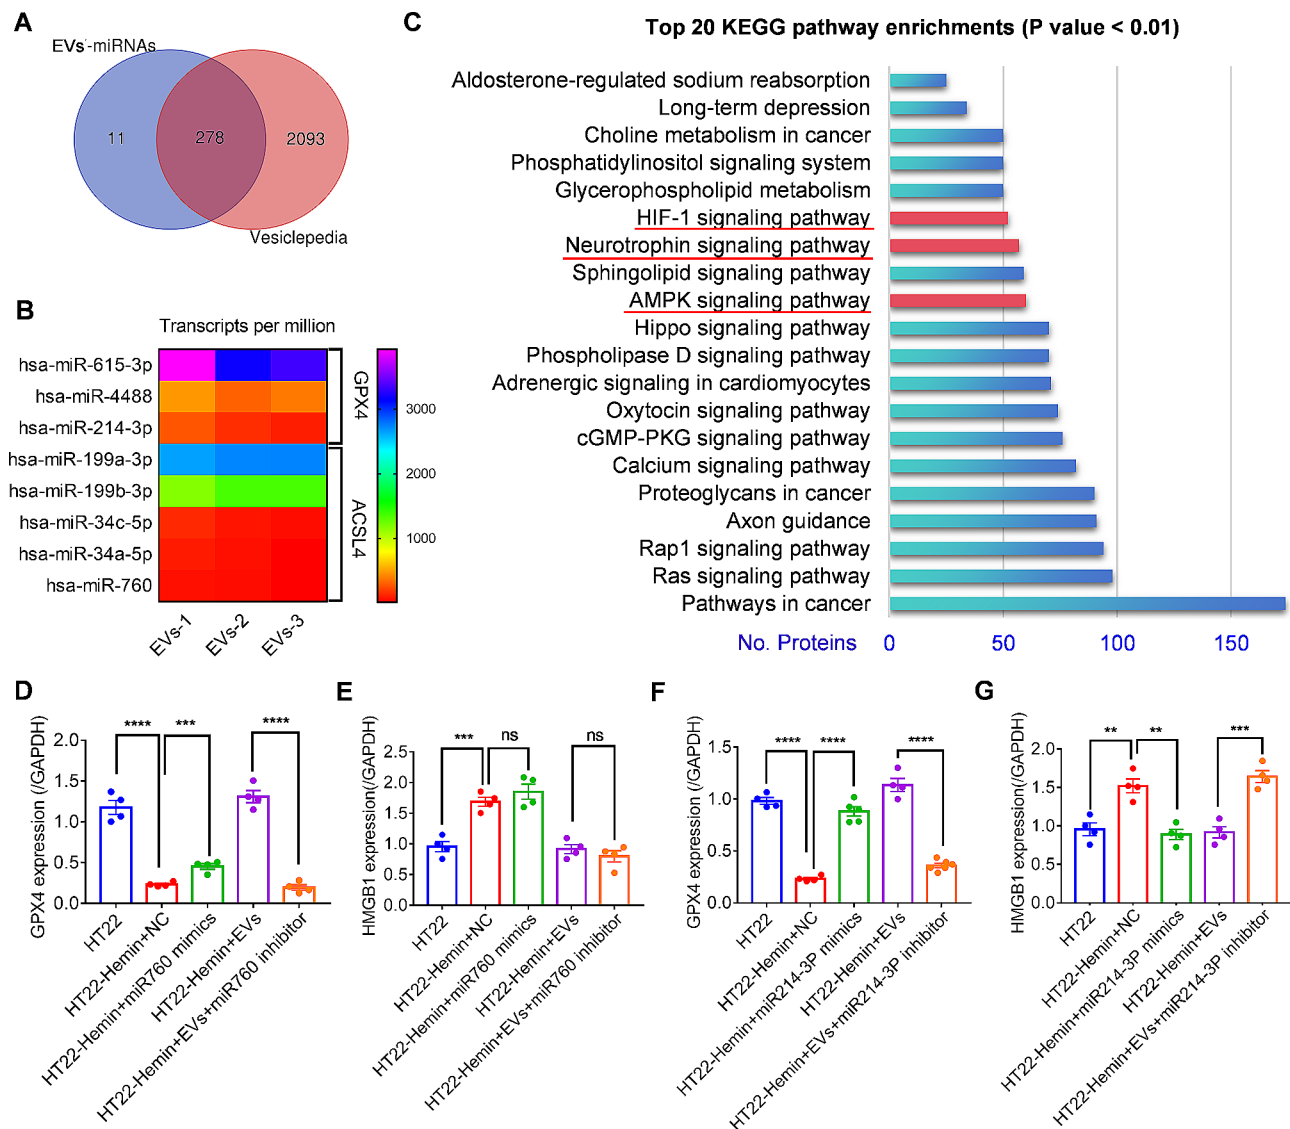 A
EVs'-miRNAs
11
278
2093
Vesiclepedia
B
Transcripts per million
hsa-miR-615-3p
hsa-miR-4488
hsa-miR-214-3p
hsa-miR-199a-3p
hsa-miR-199b-3p
hsa-miR-34c-5p
hsa-miR-34a-5p
hsa-miR-760
GPX4
ACSL4
3000
2000
1000
EVs-1
EVs-2
EVs-3
C
Top 20 KEGG pathway enrichments (P value < 0.01)
Aldosterone-regulated sodium reabsorption
Long-term depression
Choline metabolism in cancer
Phosphatidylinositol signaling system
Glycerophospholipid metabolism
HIF-1 signaling pathway
Neurotrophin signaling pathway
Sphingolipid signaling pathway
AMPK signaling pathway
Hippo signaling pathway
Phospholipase D signaling pathway
Adrenergic signaling in cardiomyocytes
Oxytocin signaling pathway
cGMP-PKG signaling pathway
Calcium signaling pathway
Proteoglycans in cancer
Axon guidance
Rap1 signaling pathway
Ras signaling pathway
Pathways in cancer
No. Proteins 0 50 100 150
D
GPX4 expression (/GAPDH)
2.0
1.5
1.0
0.5
0.0
**** *** ****
HT22
HT22-Hemin+NC
HT22-Hemin+miR760 mimics
HT22-Hemin+EVs
HT22-Hemin+EVs+miR760 inhibitor
E
HMGB1 expression(/GAPDH)
2.5
2.0
1.5
1.0
0.5
0.0
*** ns ns
HT22
HT22-Hemin+NC
HT22-Hemin+miR760 mimics
HT22-Hemin+EVs
HT22-Hemin+EVs+miR760 inhibitor
F
GPX4 expression (/GAPDH)
1.5
1.0
0.5
0.0
**** **** ****
HT22
HT22-Hemin+NC
HT22-Hemin+miR214-3P mimics
HT22-Hemin+EVs
HT22-Hemin+EVs+miR214-3P inhibitor
G
HMGB1 expression(/GAPDH)
2.0
1.5
1.0
0.5
0.0
** ** ***
HT22
HT22-Hemin+NC
HT22-Hemin+miR214-3P mimics
HT22-Hemin+EVs
HT22-Hemin+EVs+miR214-3P inhibitor